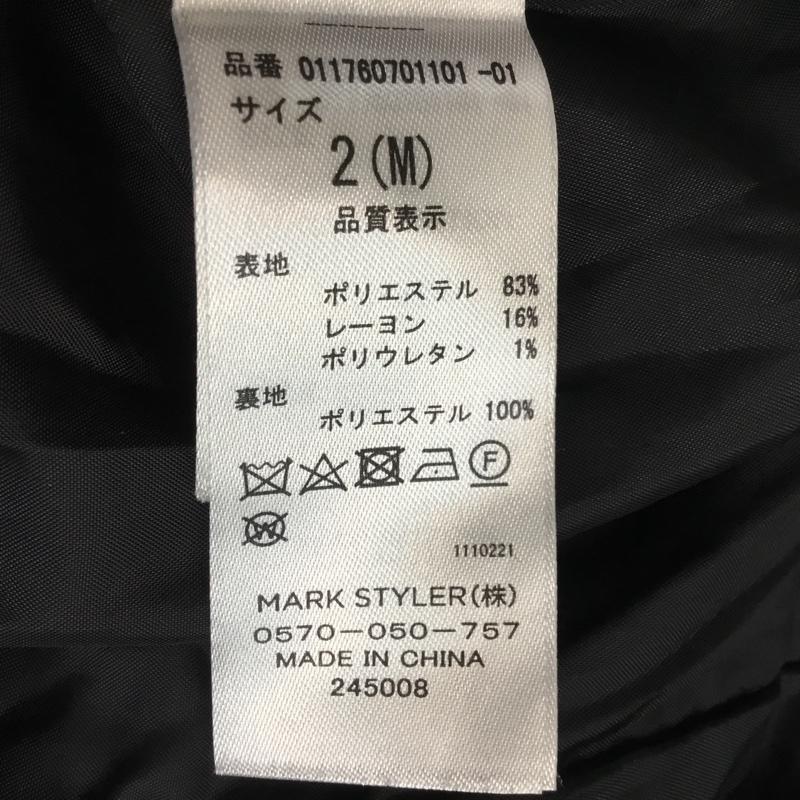 品番 011760701101 -01
サイズ
2(M)
品質表示
表地
ポリエステル 83%
レーヨン 16%
ポリウレタン 1%
裏地
ポリエステル 100%
F
W
1110221
MARK STYLER(株)
0570-050-757
MADE IN CHINA
245008